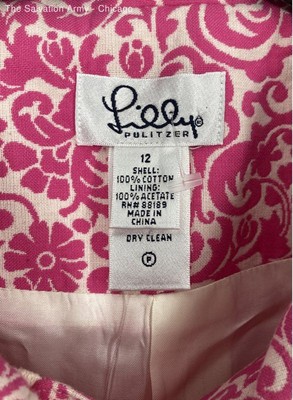 The Salvation Army - Chicago
Lilly®
PULITZER
12
SHELL:
100% COTTON
LINING:
100% ACETATE
RN# 88189
MADE IN
CHINA
DRY CLEAN
P